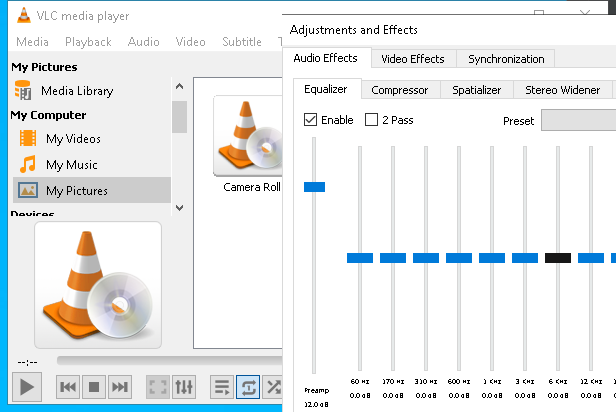 VLC media player
Media Playback Audio Video Subtitle
My Pictures
Media Library
My Computer
My Videos
My Music
My Pictures
Devices
Camera Roll
--:--
Adjustments and Effects
Audio Effects Video Effects Synchronization
Equalizer Compressor Spatializer Stereo Widener
Enable 2 Pass Preset
60 Hz 170 Hz 310 Hz 600 Hz 1 KHz 3 KHz 6 KHz 12 KHz
Preamp 0.0 dB 0.0 dB 0.0 dB 0.0 dB 0.0 dB 0.0 dB 0.0 dB 0.0 dB
12.0 dB